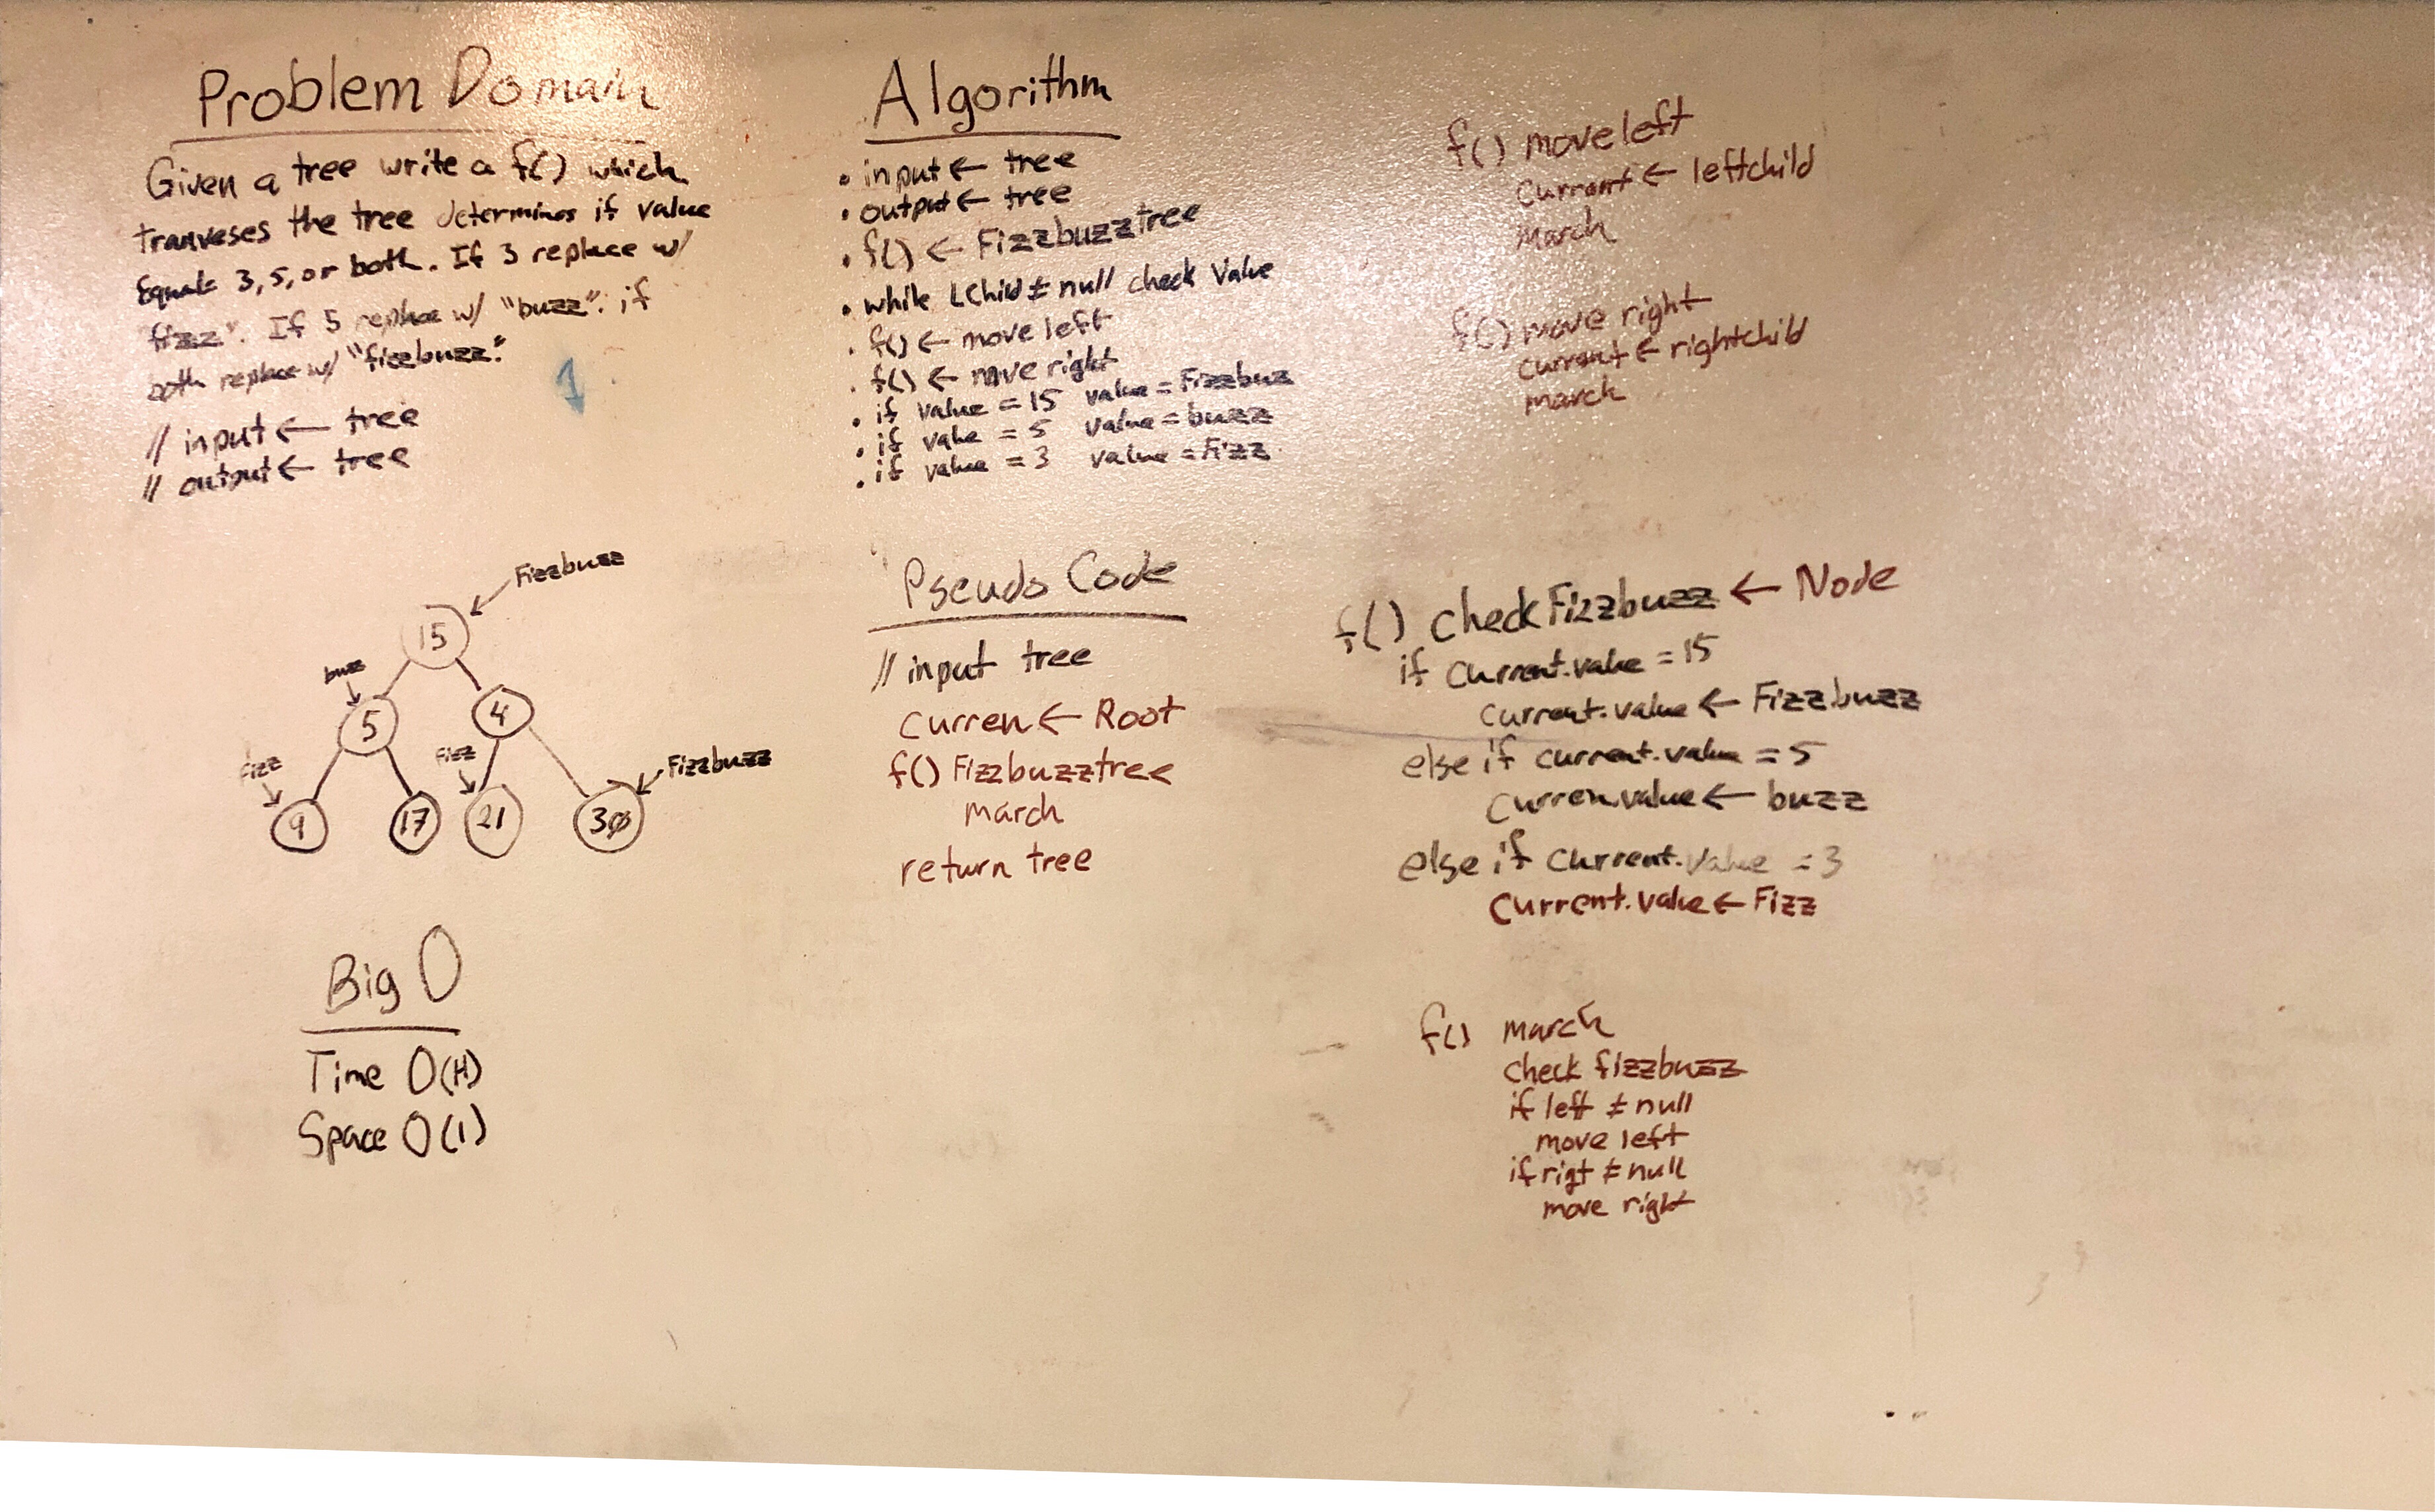 Problem Domain
Given a tree write a f() which
tranveses the tree determines if value
Equals 3, 5, or both. If 3 replace w/
"fizz". If 5 replace w/ "buzz". if
both replace w/ "fizzbuzz."
// input ← tree
// output ← tree
1
Fizzbuzz
15
buzz
5
4
fizz
fizz
Fizzbuzz
9
17
21
30
Big O
Time O(H)
Space O(1)
Algorithm
• input ← tree
• output ← tree
• f() ← Fizzbuzztree
• while LChild ≠ null check Value
• f() ← move left
• f() ← move right
• if value = 15 value = Fizzbuz
• if value = 5 value = buzz
• if value = 3 value = Fizz
Pseudo Code
// input tree
Curren ← Root
f() Fizzbuzztree
march
return tree
f() move left
Current ← leftchild
March
f() move right
current ← rightchild
march
f() checkFizzbuzz ← Node
if Current.value = 15
Current.value ← Fizzbuzz
else if current.value = 5
Curren.value ← buzz
else if Current.Value = 3
Current.value ← Fizz
f() march
check fizzbuzz
if left ≠ null
move left
if rigt ≠ null
move right